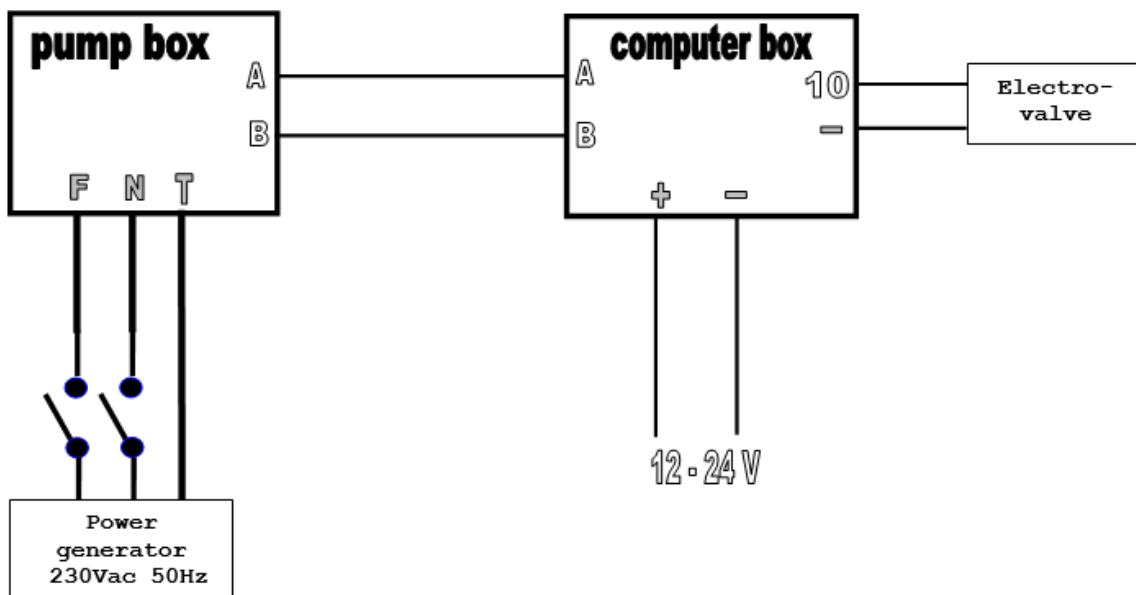 pump box
A
B
F N T
computer box
A
B
10
−
+ −
Electro-
valve
12 - 24 V
Power
generator
230Vac 50Hz